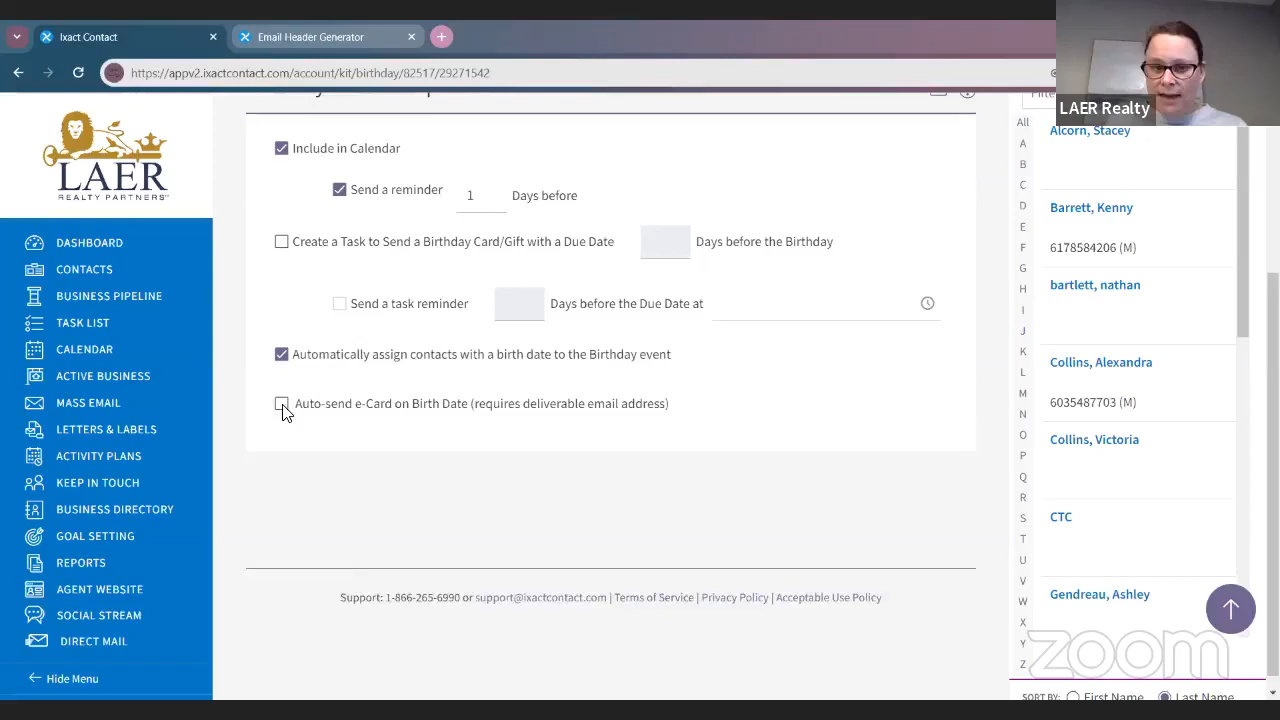 Ixact Contact
Email Header Generator
https://appv2.ixactcontact.com/account/kit/birthday/82517/29271542
LAER Realty
LAER
REALTY PARTNERS
DASHBOARD
CONTACTS
BUSINESS PIPELINE
TASK LIST
CALENDAR
ACTIVE BUSINESS
MASS EMAIL
LETTERS & LABELS
ACTIVITY PLANS
KEEP IN TOUCH
BUSINESS DIRECTORY
GOAL SETTING
REPORTS
AGENT WEBSITE
SOCIAL STREAM
DIRECT MAIL
Hide Menu
Include in Calendar
Send a reminder 1 Days before
Create a Task to Send a Birthday Card/Gift with a Due Date Days before the Birthday
Send a task reminder Days before the Due Date at
Automatically assign contacts with a birth date to the Birthday event
Auto-send e-Card on Birth Date (requires deliverable email address)
Support: 1-866-265-6990 or support@ixactcontact.com | Terms of Service | Privacy Policy | Acceptable Use Policy
All
A
B
C
D
E
F
G
H
I
J
K
L
M
N
O
P
Q
R
S
T
U
V
W
X
Y
Z
Alcorn, Stacey
Barrett, Kenny
6178584206 (M)
bartlett, nathan
Collins, Alexandra
6035487703 (M)
Collins, Victoria
CTC
Gendreau, Ashley
zoom
SORT BY: First Name Last Name